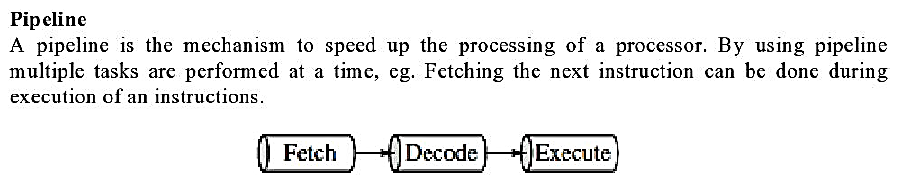 Pipeline
A pipeline is the mechanism to speed up the processing of a processor. By using pipeline
multiple tasks are performed at a time, eg. Fetching the next instruction can be done during
execution of an instructions.
Fetch Decode Execute